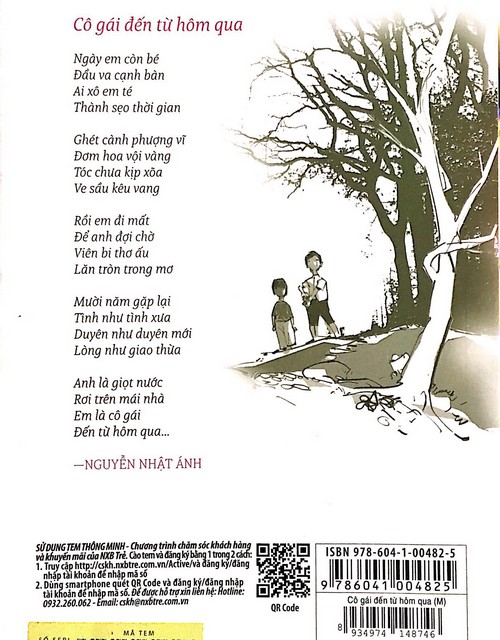 Cô gái đến từ hôm qua
Ngày em còn bé
Đầu va cạnh bàn
Ai xô em té
Thành sẹo thời gian
Ghét cành phượng vĩ
Đơm hoa vội vàng
Tóc chưa kịp xõa
Ve sầu kêu vang
Rồi em đi mất
Để anh đợi chờ
Viên bi thơ ấu
Lăn tròn trong mơ
Mười năm gặp lại
Tình như tình xưa
Duyên như duyên mới
Lòng như giao thừa
Anh là giọt nước
Rơi trên mái nhà
Em là cô gái
Đến từ hôm qua...
—NGUYỄN NHẬT ÁNH
SỬ DỤNG TEM THÔNG MINH - Chương trình chăm sóc khách hàng
và khuyến mãi của NXB Trẻ. Cào tem và đăng ký bằng 1 trong 2 cách:
1. Truy cập http://cskh.nxbtre.com.vn/Active/và đăng ký/đăng
nhập tài khoản để nhập mã số
2. Dùng smartphone quét QR Code và đăng ký/đăng nhập
tài khoản để nhập mã số. Để được hỗ trợ xin liên hệ: Hotline:
0932.260.062 - Email: cskh@nxbtre.com.vn
QR Code
ISBN 978-604-1-00482-5
9 786041 004825
Cô gái đến từ hôm qua (M)
8 934974 148746
MÃ TEM